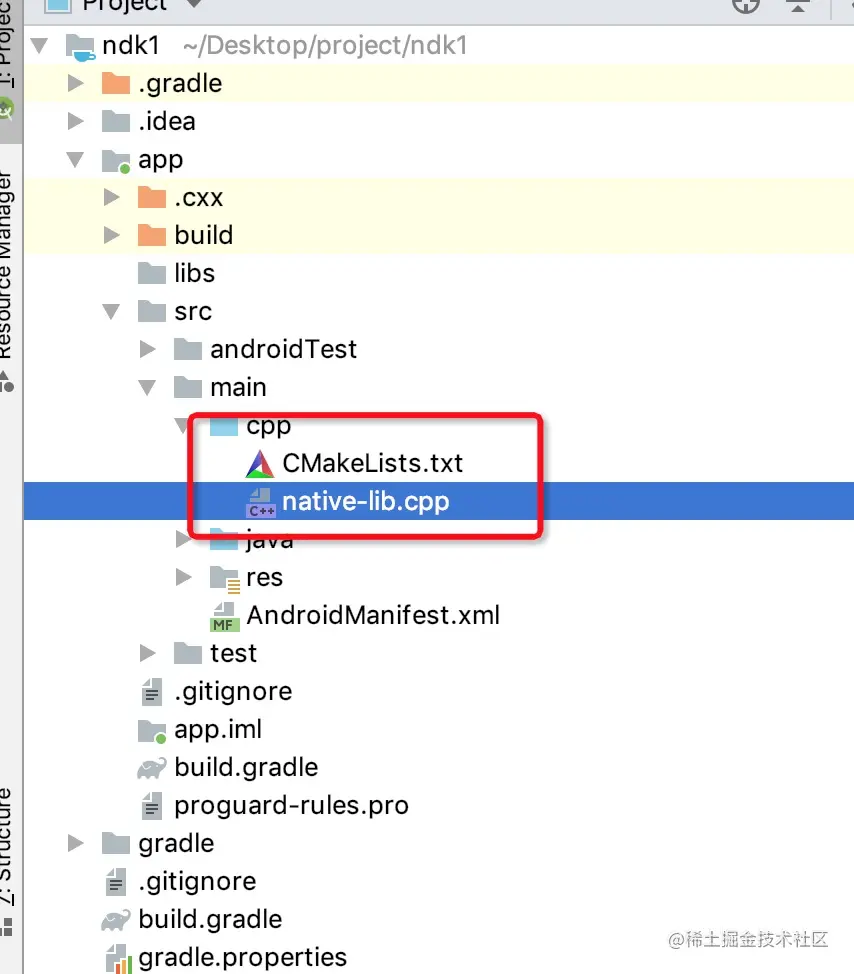 Project
ndk1 ~/Desktop/project/ndk1
.gradle
.idea
app
.cxx
build
libs
src
androidTest
main
cpp
CMakeLists.txt
C++ native-lib.cpp
java
res
MF AndroidManifest.xml
test
.gitignore
app.iml
build.gradle
proguard-rules.pro
gradle
.gitignore
build.gradle
gradle.properties
1: Projec
Resource Manager
Z: Structure
@稀土掘金技术社区